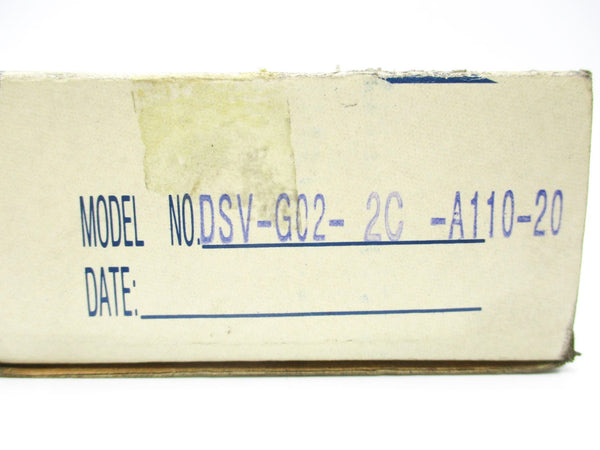 MODEL NO. DSV-G02- 2C -A110-20
DATE: